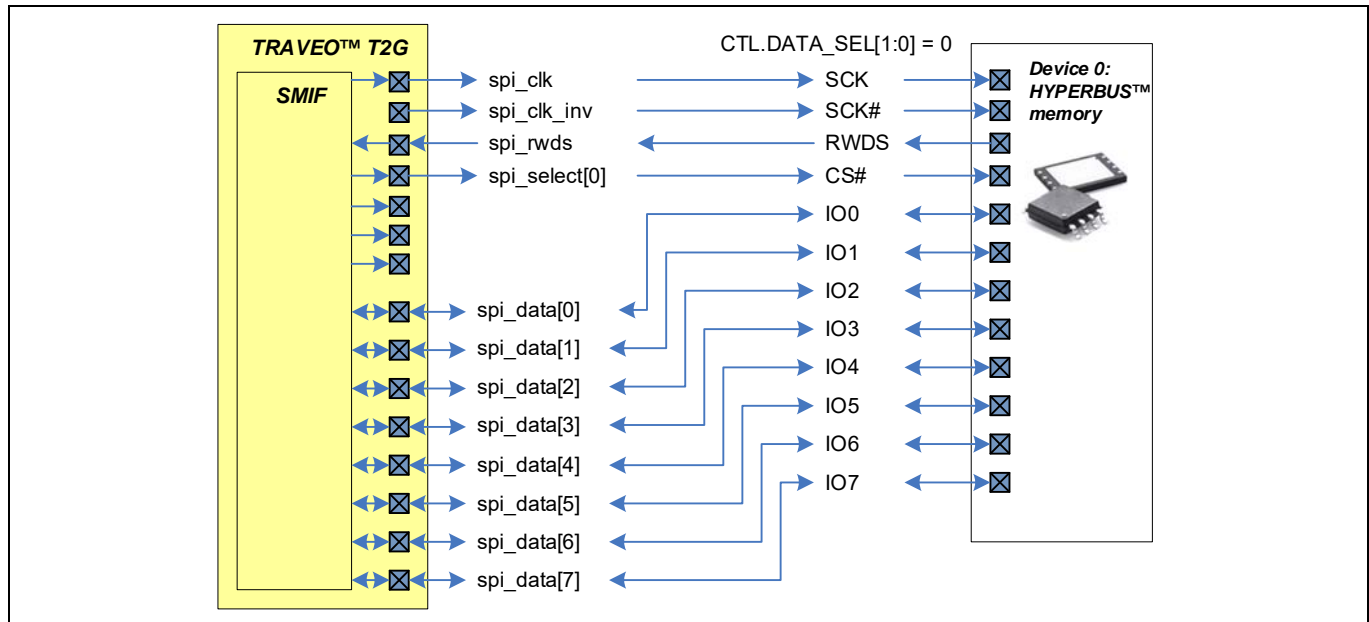 TRAVEO™ T2G
SMIF
CTL.DATA_SEL[1:0] = 0
Device 0:
HYPERBUS™
memory
spi_clk SCK
spi_clk_inv SCK#
spi_rwds RWDS
spi_select[0] CS#
IO0
IO1
IO2
IO3
IO4
IO5
IO6
IO7
spi_data[0]
spi_data[1]
spi_data[2]
spi_data[3]
spi_data[4]
spi_data[5]
spi_data[6]
spi_data[7]